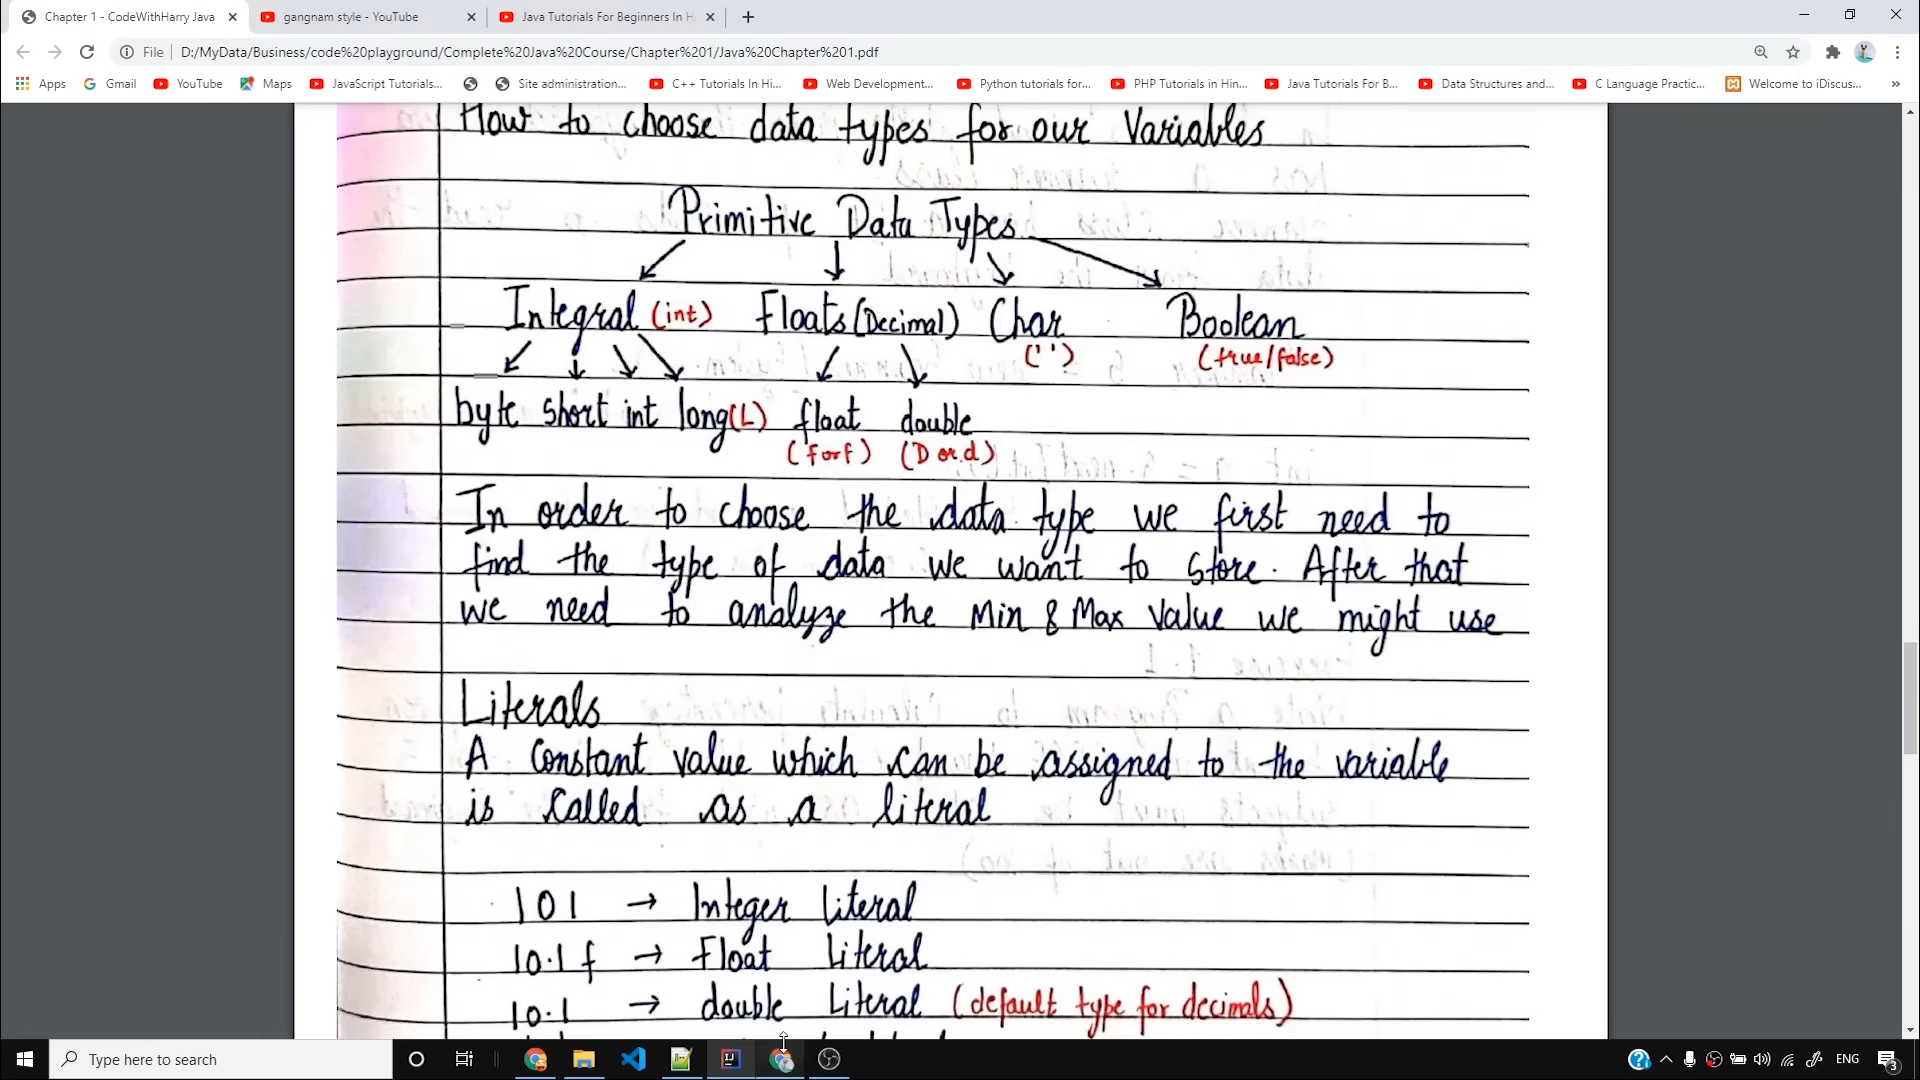 Chapter 1 - CodeWithHarry Java
gangnam style - YouTube
Java Tutorials For Beginners In H
File
D:/MyData/Business/code%20playground/Complete%20Java%20Course/Chapter%201/Java%20Chapter%201.pdf
Apps Gmail YouTube Maps JavaScript Tutorials... Site administration... C++ Tutorials In Hi... Web Development... Python tutorials for... PHP Tutorials in Hin... Java Tutorials For B... Data Structures and... C Language Practic... Welcome to iDiscus... »
How to choose data types for our Variables
Primitive Data Types
Integral (int) Floats (Decimal) Char Boolean
(' ') (true/false)
byte short int long (L) float double
(F or f) (D or d)
In order to choose the data type we first need to
find the type of data we want to store. After that
we need to analyze the Min & Max Value we might use
Literals
A Constant value which can be assigned to the variable
is called as a literal
101 → Integer Literal
10.1 f → Float Literal
10.1 → double Literal (default type for decimals)
Type here to search
ENG
3